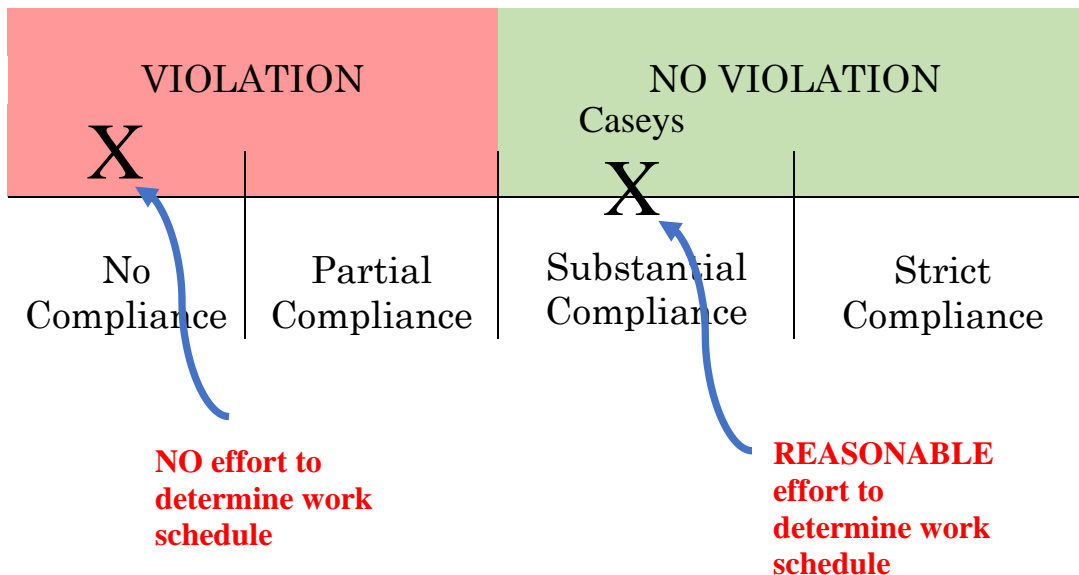 VIOLATION
NO VIOLATION
Caseys
X
X
No
Compliance
Partial
Compliance
Substantial
Compliance
Strict
Compliance
NO effort to
determine work
schedule
REASONABLE
effort to
determine work
schedule